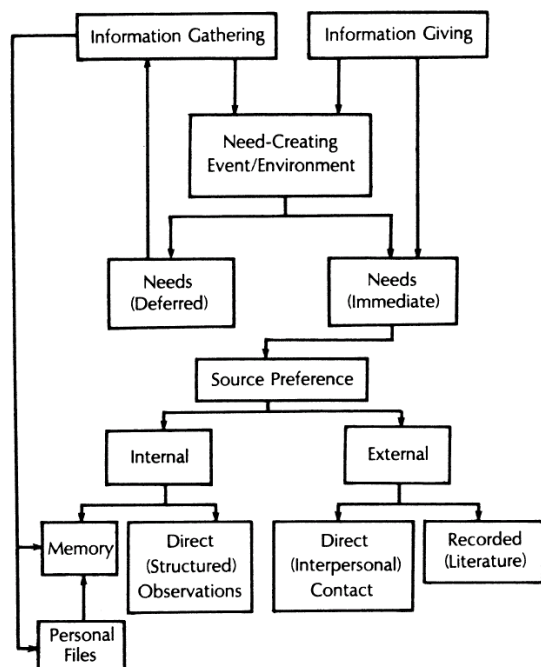 Information Gathering
Information Giving
Need-Creating
Event/Environment
Needs
(Deferred)
Needs
(Immediate)
Source Preference
Internal
External
Memory
Direct
(Structured)
Observations
Direct
(Interpersonal)
Contact
Recorded
(Literature)
Personal
Files